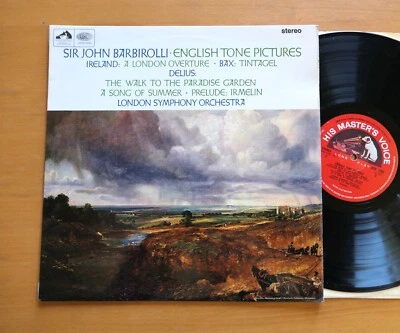 stereo
SIR JOHN BARBIROLLI · ENGLISH TONE PICTURES
IRELAND: A LONDON OVERTURE · BAX: TINTAGEL
DELIUS:
THE WALK TO THE PARADISE GARDEN
A SONG OF SUMMER · PRELUDE: IRMELIN
LONDON SYMPHONY ORCHESTRA
HIS MASTER'S VOICE